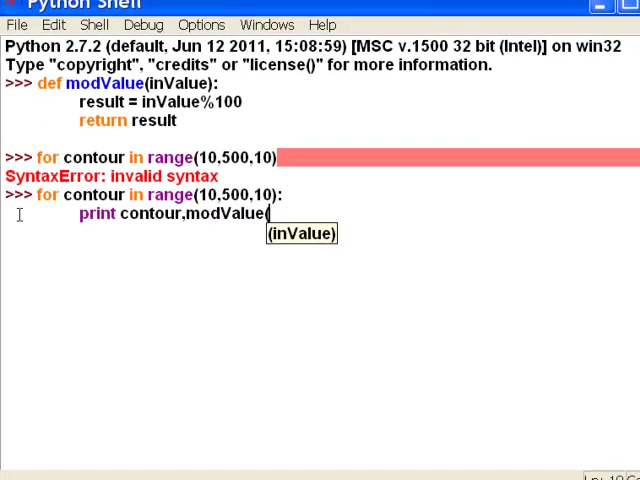 Python Shell
File Edit Shell Debug Options Windows Help
Python 2.7.2 (default, Jun 12 2011, 15:08:59) [MSC v.1500 32 bit (Intel)] on win32
Type "copyright", "credits" or "license()" for more information.
>>> def modValue(inValue):
result = inValue%100
return result
>>> for contour in range(10,500,10)
SyntaxError: invalid syntax
>>> for contour in range(10,500,10):
print contour,modValue(
(inValue)